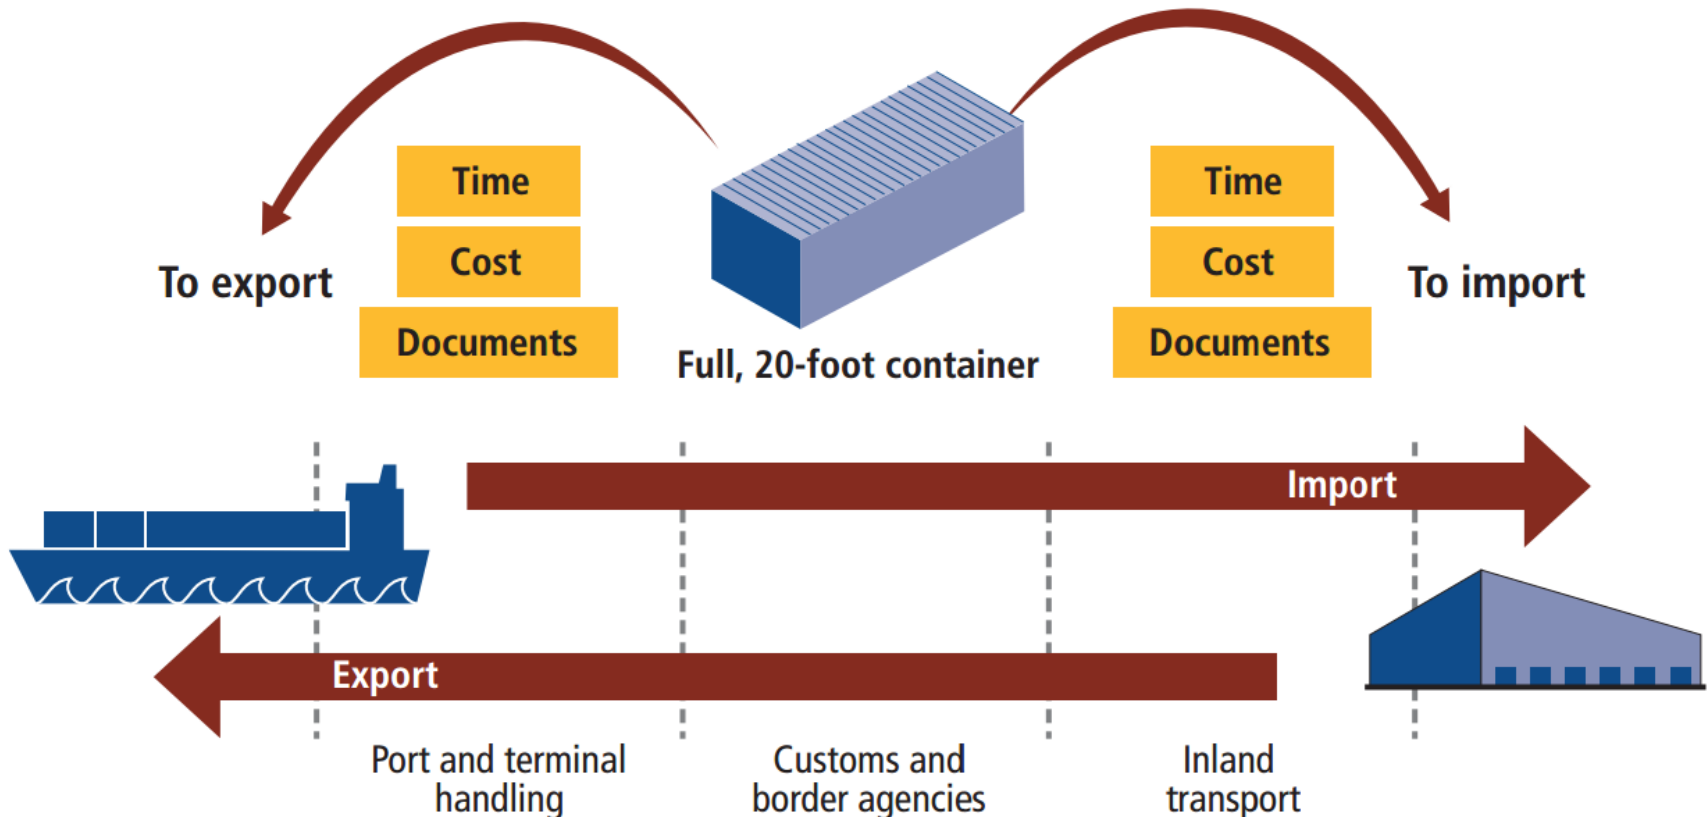 Time
Cost
Documents
To export
Full, 20-foot container
Time
Cost
Documents
To import
Import
Export
Port and terminal
handling
Customs and
border agencies
Inland
transport